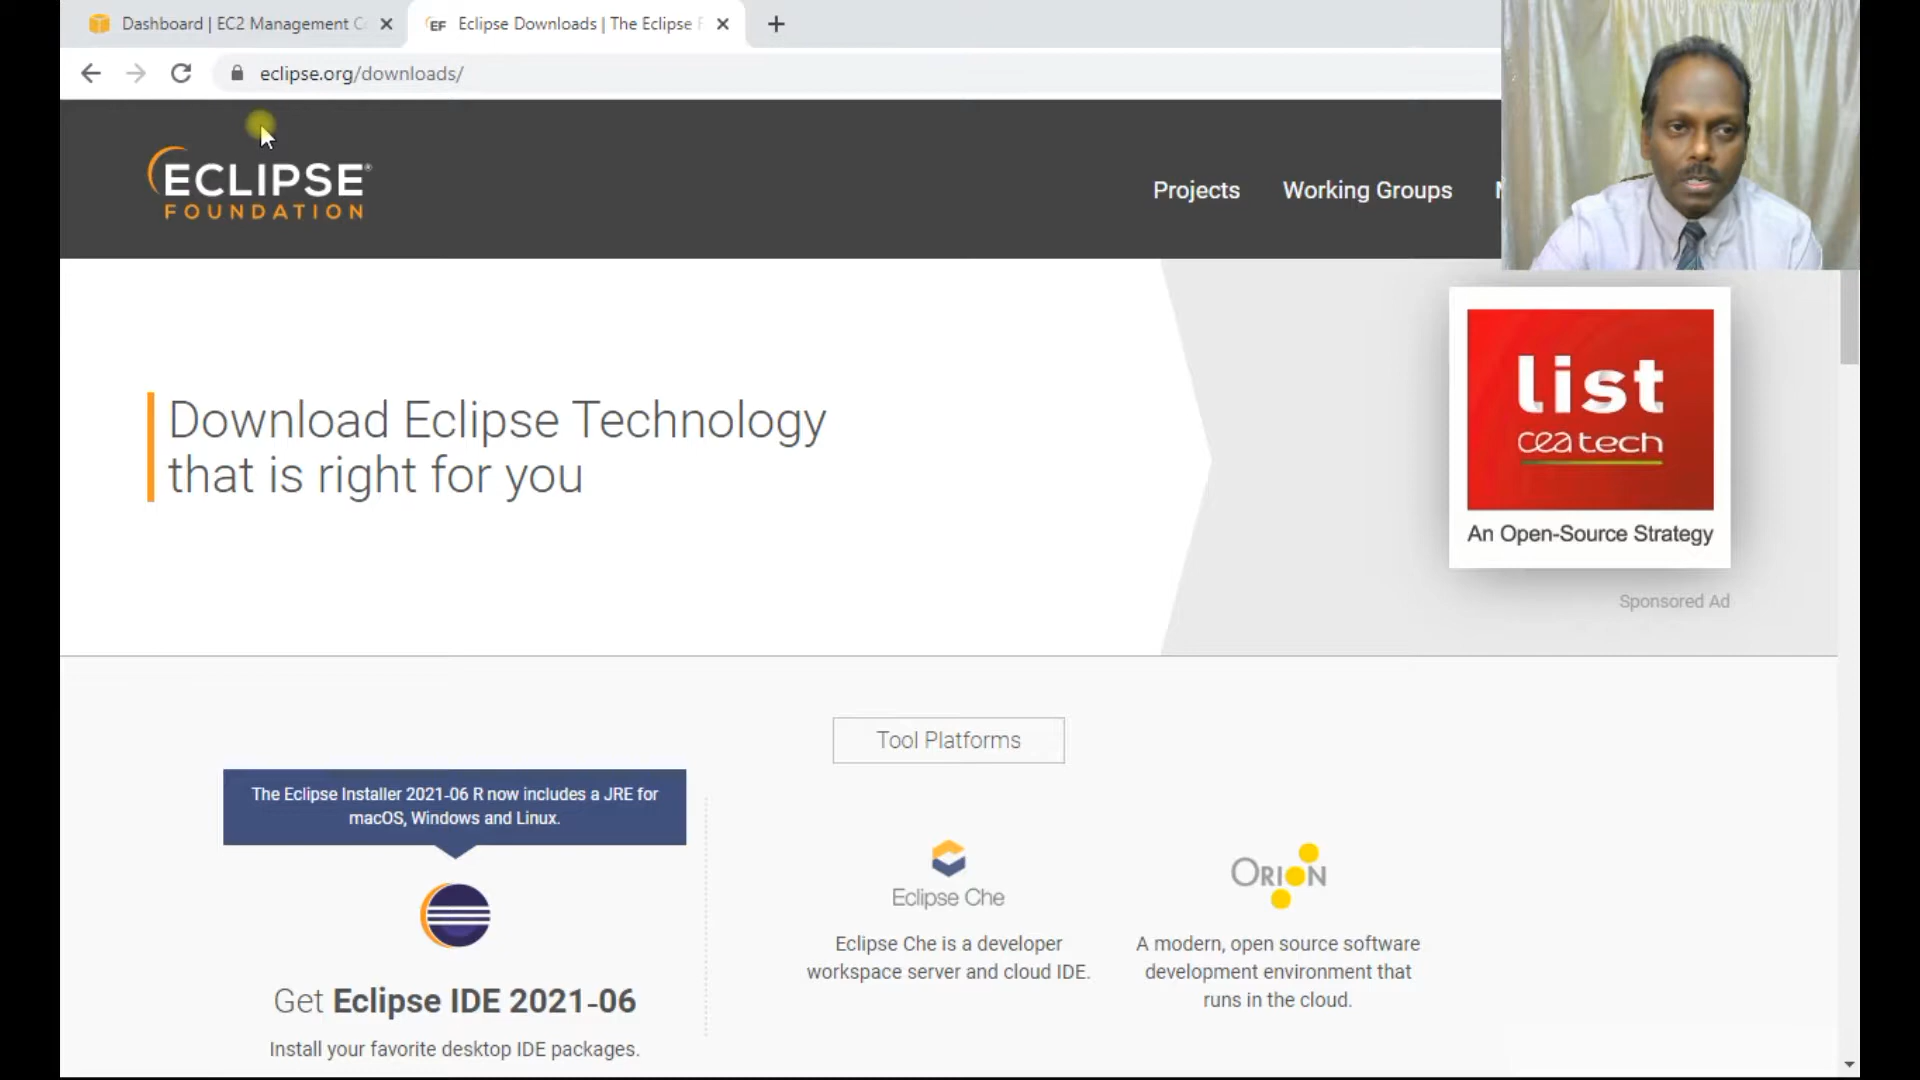 Dashboard | EC2 Management C
Eclipse Downloads | The Eclipse F
eclipse.org/downloads/
ECLIPSE®
FOUNDATION
Projects
Working Groups
list
ceatech
An Open-Source Strategy
Sponsored Ad
Download Eclipse Technology
that is right for you
Tool Platforms
The Eclipse Installer 2021-06 R now includes a JRE for
macOS, Windows and Linux.
Get Eclipse IDE 2021-06
Install your favorite desktop IDE packages.
Eclipse Che
Eclipse Che is a developer
workspace server and cloud IDE.
ORION
A modern, open source software
development environment that
runs in the cloud.